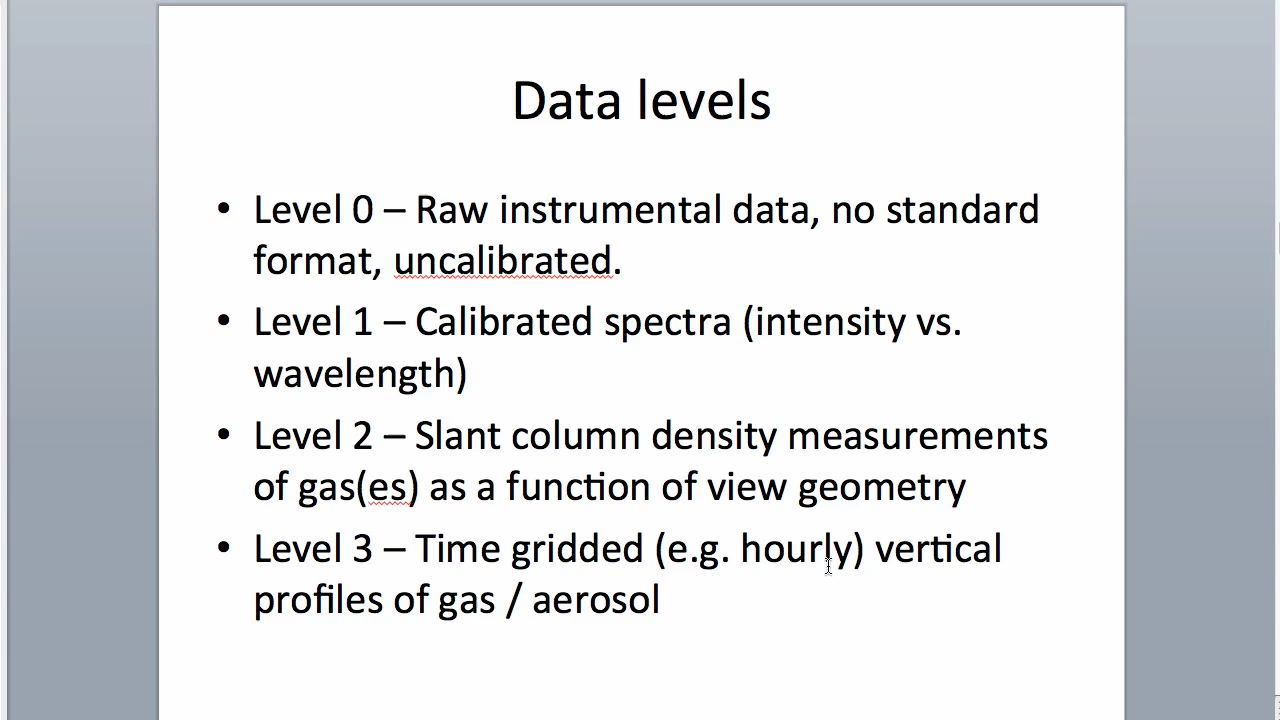 Data levels
• Level 0 – Raw instrumental data, no standard
format, uncalibrated.
• Level 1 – Calibrated spectra (intensity vs.
wavelength)
• Level 2 – Slant column density measurements
of gas(es) as a function of view geometry
• Level 3 – Time gridded (e.g. hourly) vertical
profiles of gas / aerosol